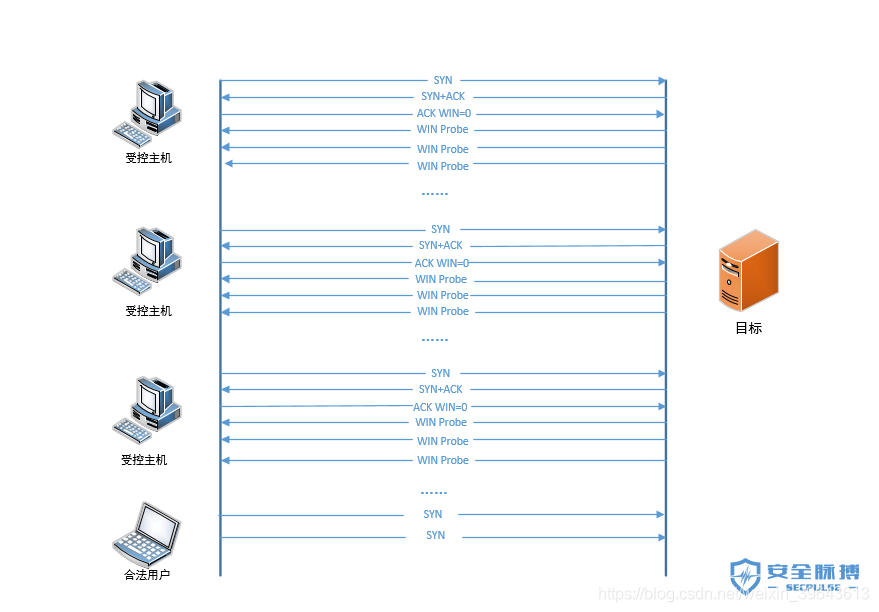 SYN
SYN+ACK
ACK WIN=0
WIN Probe
WIN Probe
WIN Probe
受控主机
......
SYN
SYN+ACK
ACK WIN=0
WIN Probe
WIN Probe
WIN Probe
受控主机
目标
......
SYN
SYN+ACK
ACK WIN=0
WIN Probe
WIN Probe
WIN Probe
受控主机
......
SYN
SYN
合法用户
安全脉搏
SECPULSE
https://blog.csdn.net/weixin_39643613